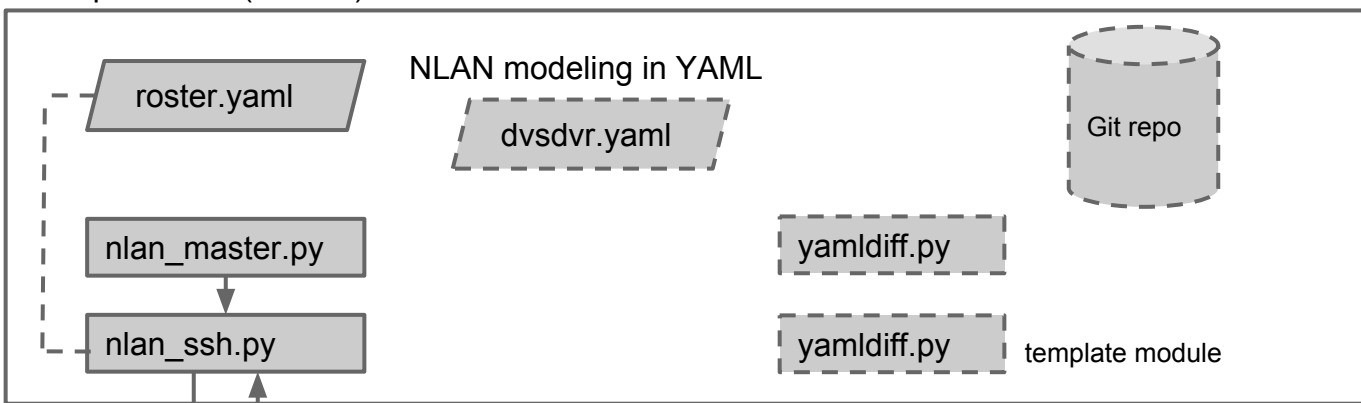 NLAN modeling in YAML
roster.yaml
dvsdvr.yaml
Git repo
nlan_master.py
yamldiff.py
nlan_ssh.py
yamldiff.py
template module